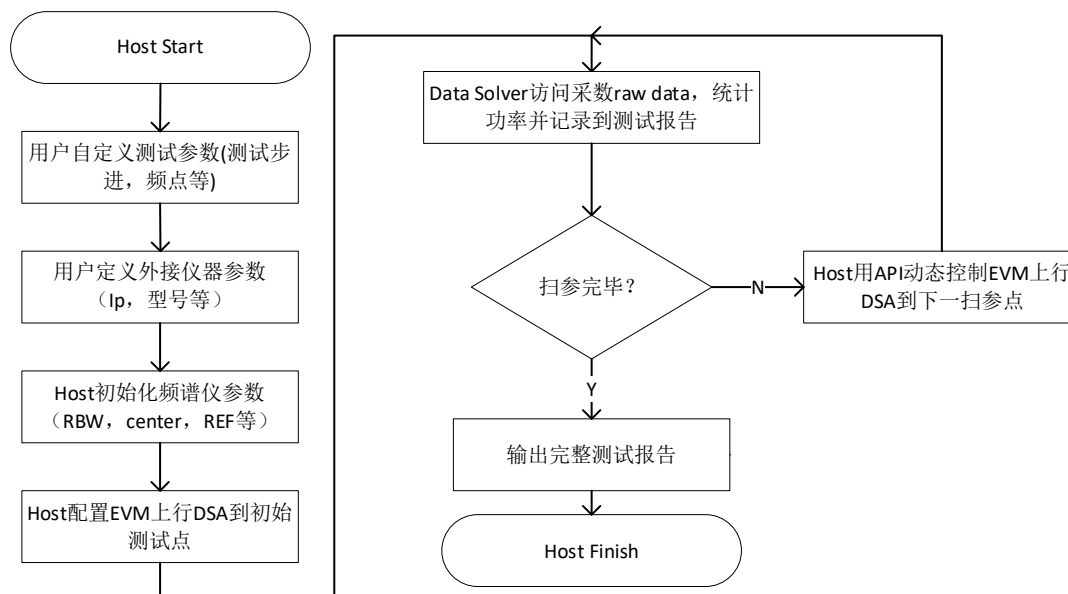 Host Start
用户自定义测试参数(测试步
进，频点等)
用户定义外接仪器参数
（Ip，型号等）
Host初始化频谱仪参数
（RBW，center，REF等）
Host配置EVM上行DSA到初始
测试点
Data Solver访问采数raw data，统计
功率并记录到测试报告
扫参完毕？
N
Host用API动态控制EVM上行
DSA到下一扫参点
Y
输出完整测试报告
Host Finish